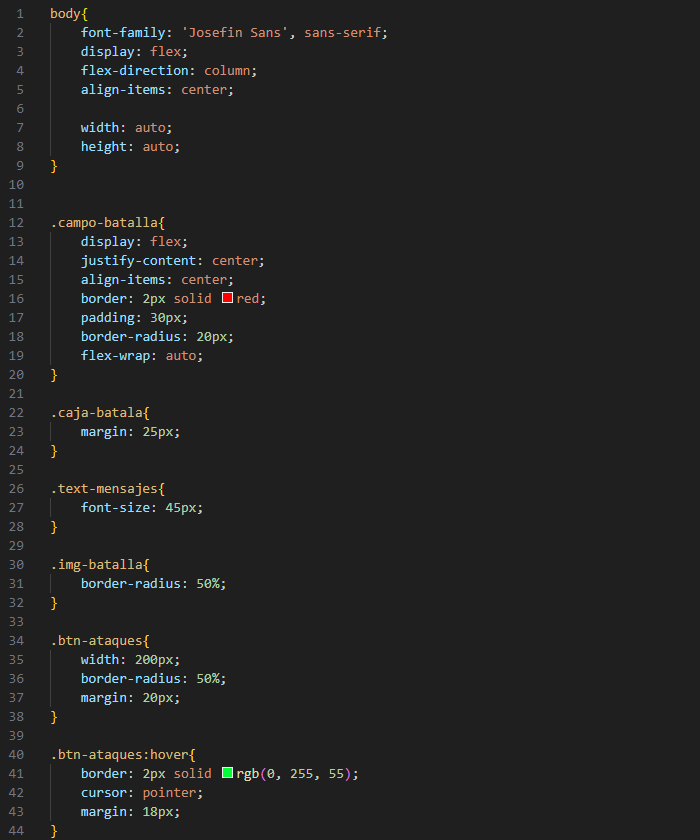 1 body{
2     font-family: 'Josefin Sans', sans-serif;
3     display: flex;
4     flex-direction: column;
5     align-items: center;
6
7     width: auto;
8     height: auto;
9 }
10
11
12 .campo-batalla{
13     display: flex;
14     justify-content: center;
15     align-items: center;
16     border: 2px solid red;
17     padding: 30px;
18     border-radius: 20px;
19     flex-wrap: auto;
20 }
21
22 .caja-batala{
23     margin: 25px;
24 }
25
26 .text-mensajes{
27     font-size: 45px;
28 }
29
30 .img-batalla{
31     border-radius: 50%;
32 }
33
34 .btn-ataques{
35     width: 200px;
36     border-radius: 50%;
37     margin: 20px;
38 }
39
40 .btn-ataques:hover{
41     border: 2px solid rgb(0, 255, 55);
42     cursor: pointer;
43     margin: 18px;
44 }